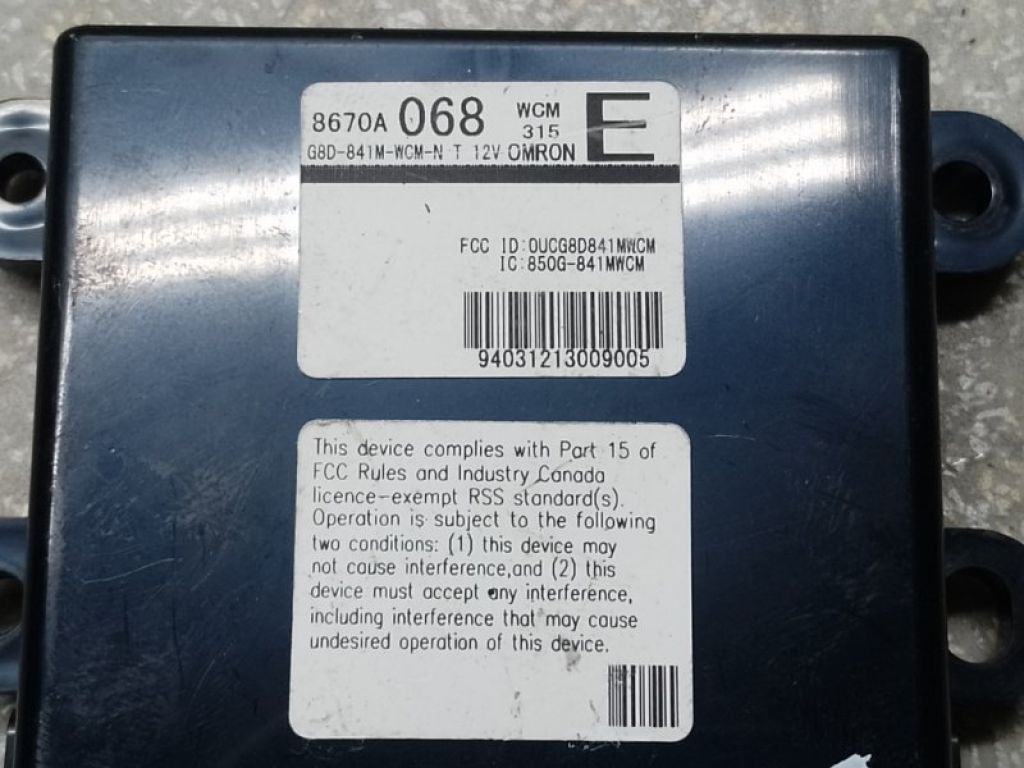 8670A 068 WCM 315 E
G8D-841M-WCM-N T 12V OMRON
FCC ID:OUCG8D841MWCM
IC:850G-841MWCM
94031213009005
This device complies with Part 15 of
FCC Rules and Industry Canada
licence-exempt RSS standard(s).
Operation is subject to the following
two conditions: (1) this device may
not cause interference,and (2) this
device must accept any interference,
including interference that may cause
undesired operation of this device.